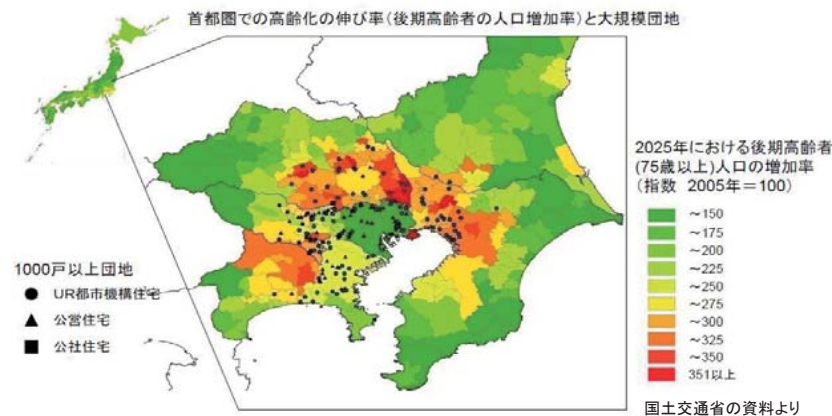 首都圏での高齢化の伸び率(後期高齢者の人口増加率)と大規模団地
2025年における後期高齢者
(75歳以上)人口の増加率
(指数 2005年=100)
~150
~175
~200
~225
~250
~275
~300
~325
~350
351以上
1000戸以上団地
● UR都市機構住宅
▲ 公営住宅
■ 公社住宅
国土交通省の資料より